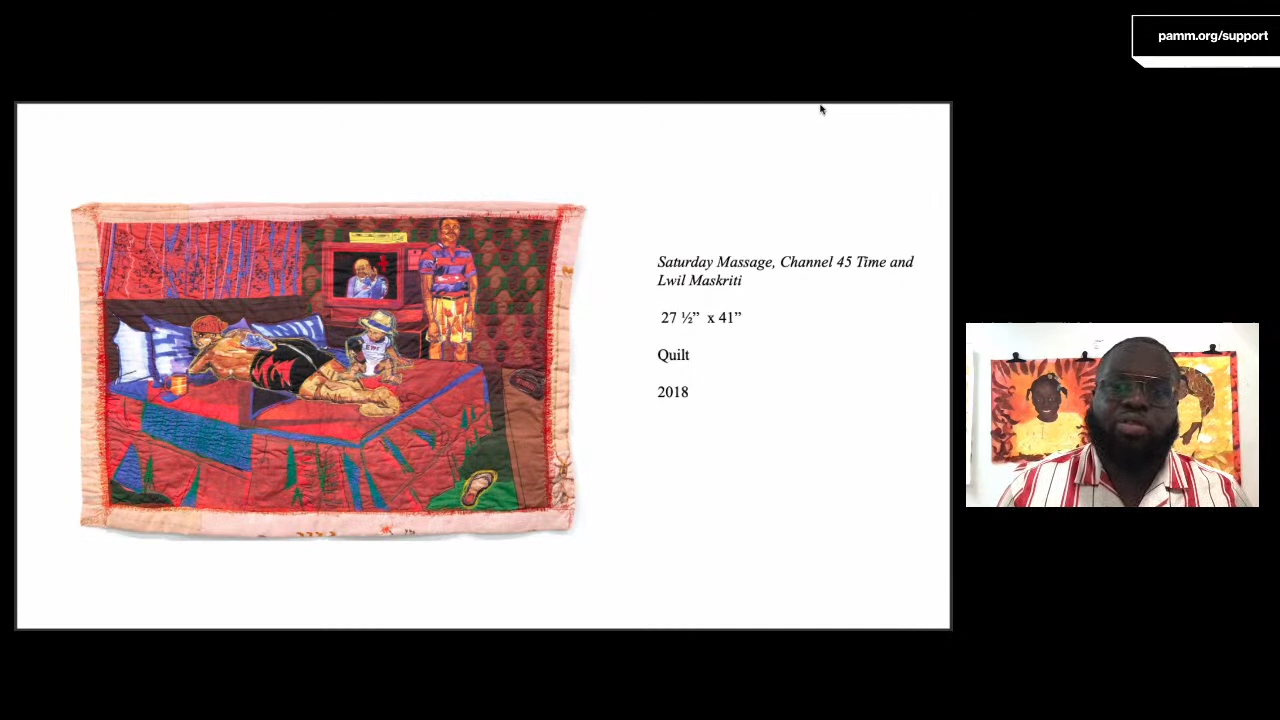 pamm.org/support
Saturday Massage, Channel 45 Time and
Lwil Maskriti
27 ½” x 41”
Quilt
2018